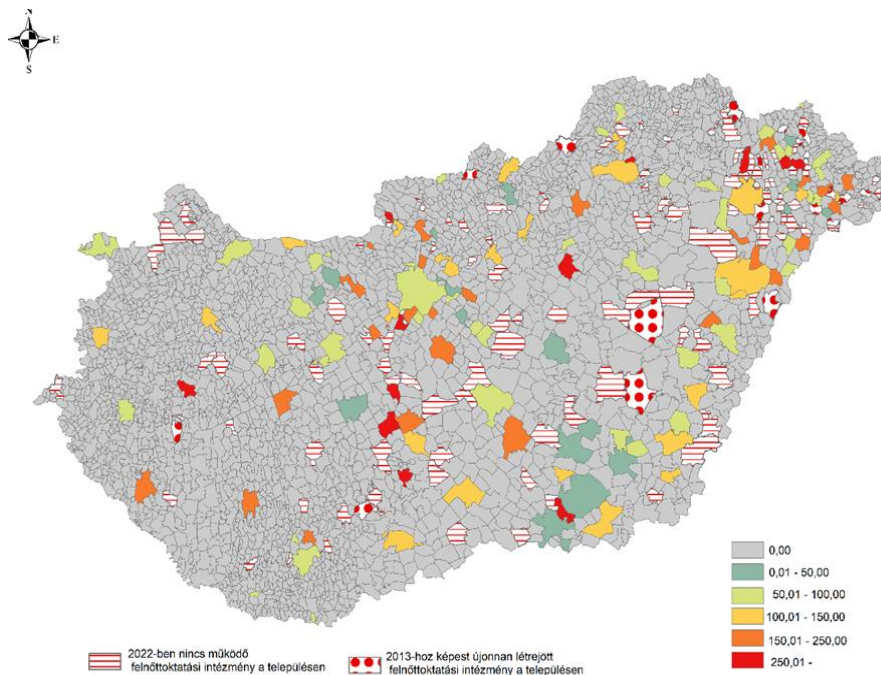 N
E
S
0,00
0,01 - 50,00
50,01 - 100,00
100,01 - 150,00
150,01 - 250,00
250,01 -
2022-ben nincs működő
felnőttoktatási intézmény a településen
2013-hoz képest újonnan létrejött
felnőttoktatási intézmény a településen